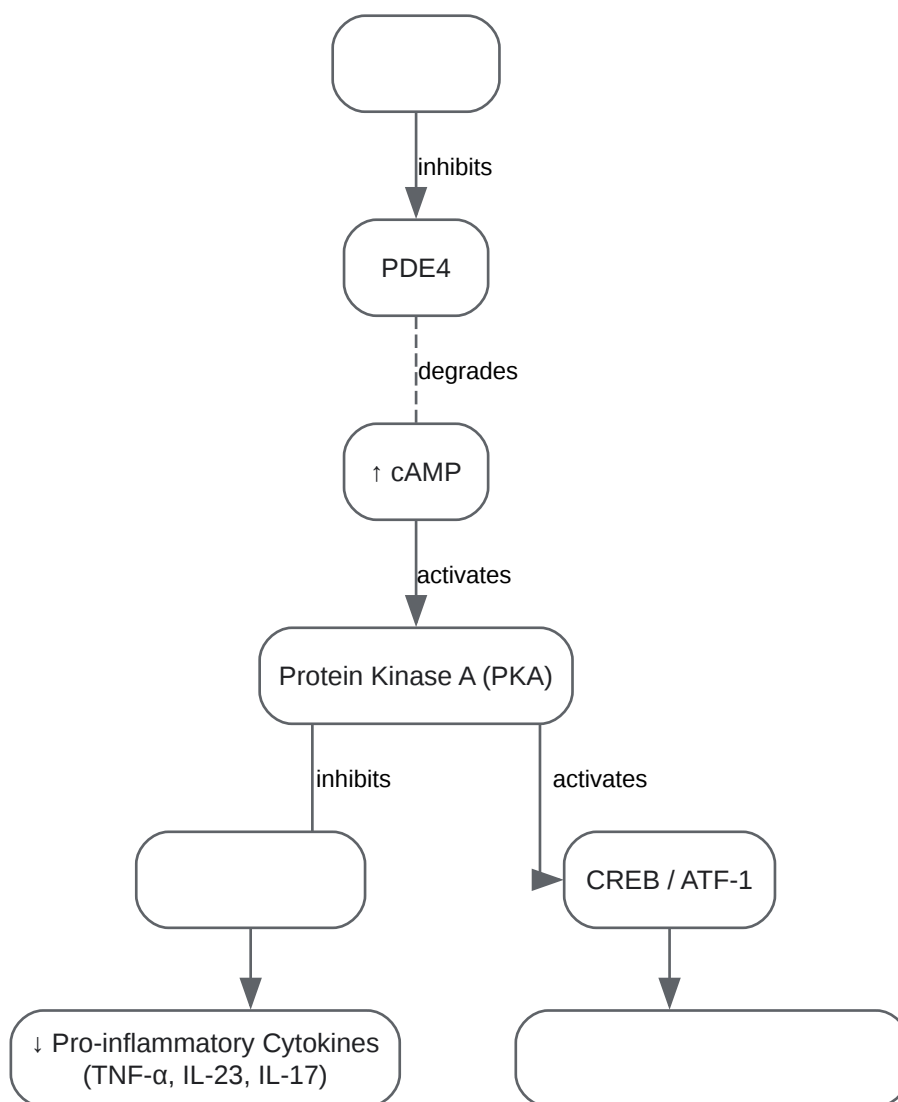 inhibits
PDE4
degrades
↑ cAMP
activates
Protein Kinase A (PKA)
inhibits
activates
CREB / ATF-1
↓ Pro-inflammatory Cytokines
(TNF-α, IL-23, IL-17)